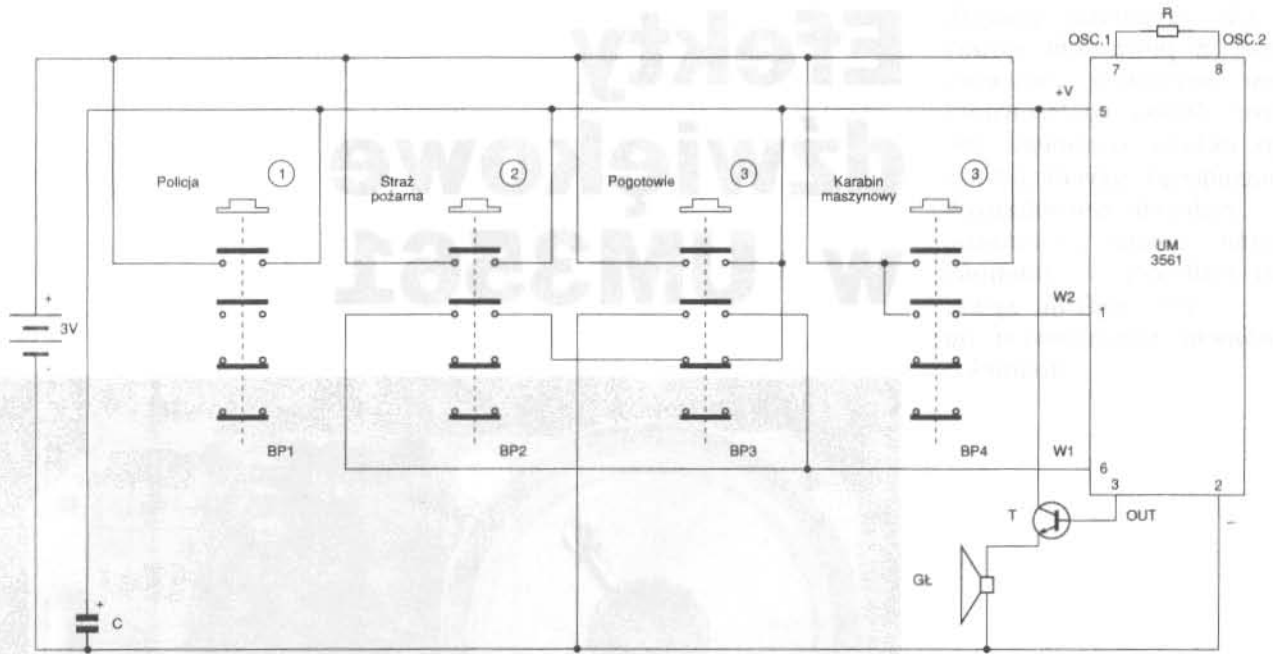 R
OSC.1
OSC.2
7
8
+V
5
Efekty
dźwiękowe
w UM3561
Policja
1
Straż
pożarna
2
Pogotowie
3
Karabin
maszynowy
3
UM
3561
+
3V
-
W2
1
BP1
BP2
BP3
BP4
W1
6
3
2
T
OUT
-
GŁ
+
C